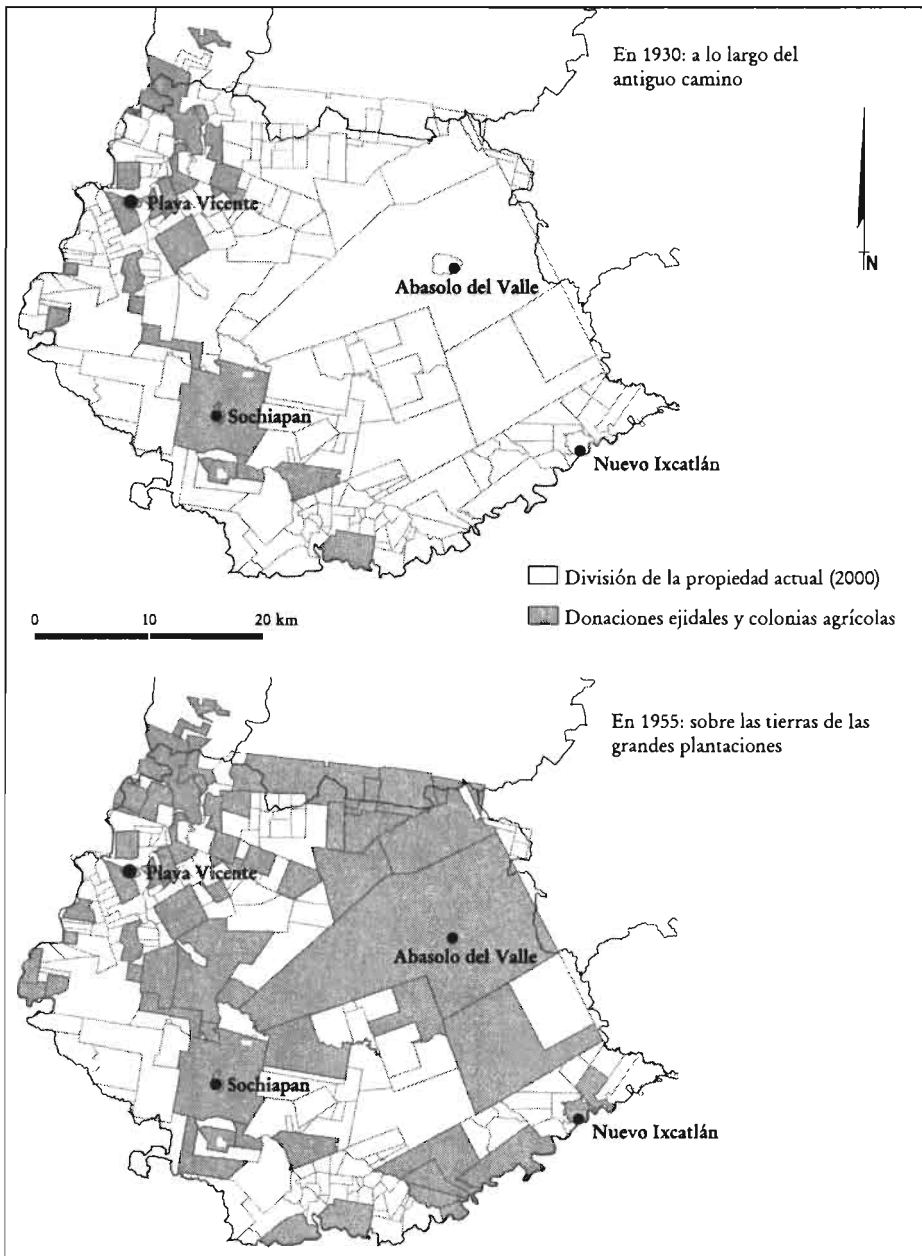 En 1930: a lo largo del
antiguo camino
N
Playa Vicente
Abasolo del Valle
Sochiapan
Nuevo Ixcatlán
División de la propiedad actual (2000)
Donaciones ejidales y colonias agrícolas
0 10 20 km
En 1955: sobre las tierras de las
grandes plantaciones
Playa Vicente
Abasolo del Valle
Sochiapan
Nuevo Ixcatlán